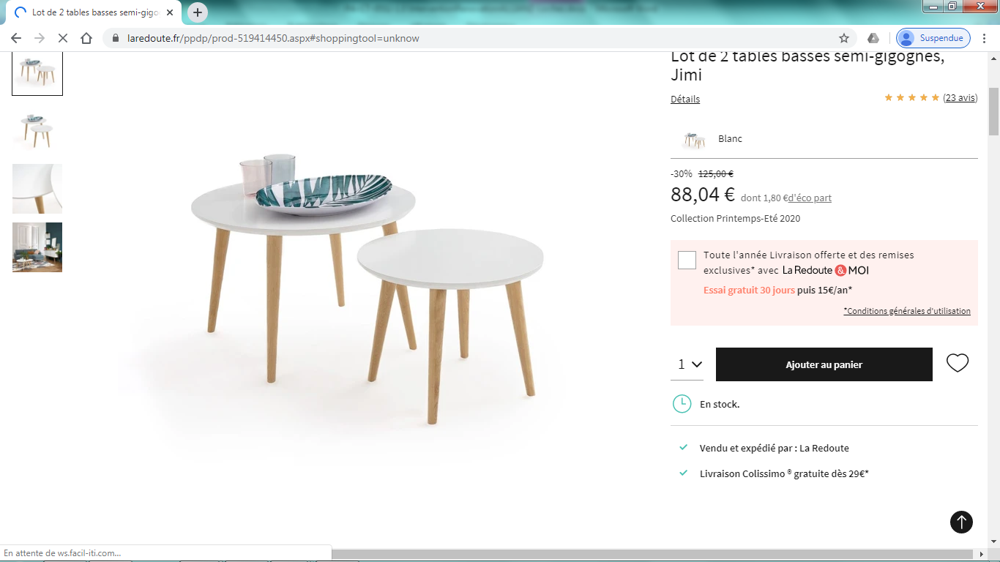 Lot de 2 tables basses semi-gigo
laredoute.fr/ppdp/prod-519414450.aspx#shoppingtool=unknow
Suspendue
Lot de 2 tables basses semi-gigognes,
Jimi
Détails
(23 avis)
Blanc
-30% 125,00 €
88,04 € dont 1,80 €d'éco part
Collection Printemps-Eté 2020
Toute l'année Livraison offerte et des remises
exclusives* avec La Redoute & MOI
Essai gratuit 30 jours puis 15€/an*
*Conditions générales d'utilisation
1
Ajouter au panier
En stock.
Vendu et expédié par : La Redoute
Livraison Colissimo ® gratuite dès 29€*
En attente de ws.facil-iti.com...